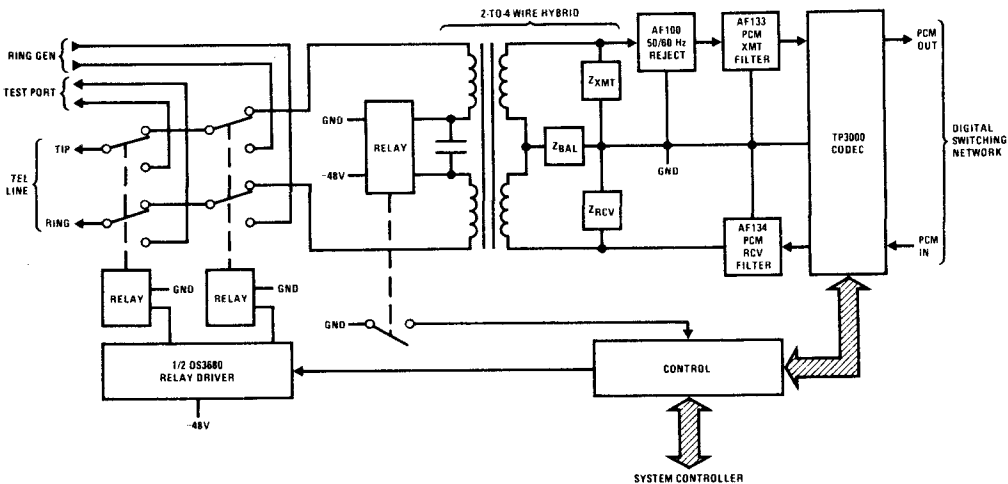 2-TO-4 WIRE HYBRID
RING GEN
TEST PORT
TIP
TEL
LINE
RING
RELAY
GND
RELAY
GND
1/2 DS3680
RELAY DRIVER
-48V
GND
RELAY
-48V
GND
ZXMT
ZBAL
ZRCV
AF100
50/60 Hz
REJECT
AF133
PCM
XMT
FILTER
GND
AF134
PCM
RCV
FILTER
TP3000
CODEC
PCM
OUT
DIGITAL
SWITCHING
NETWORK
PCM
IN
CONTROL
SYSTEM CONTROLLER